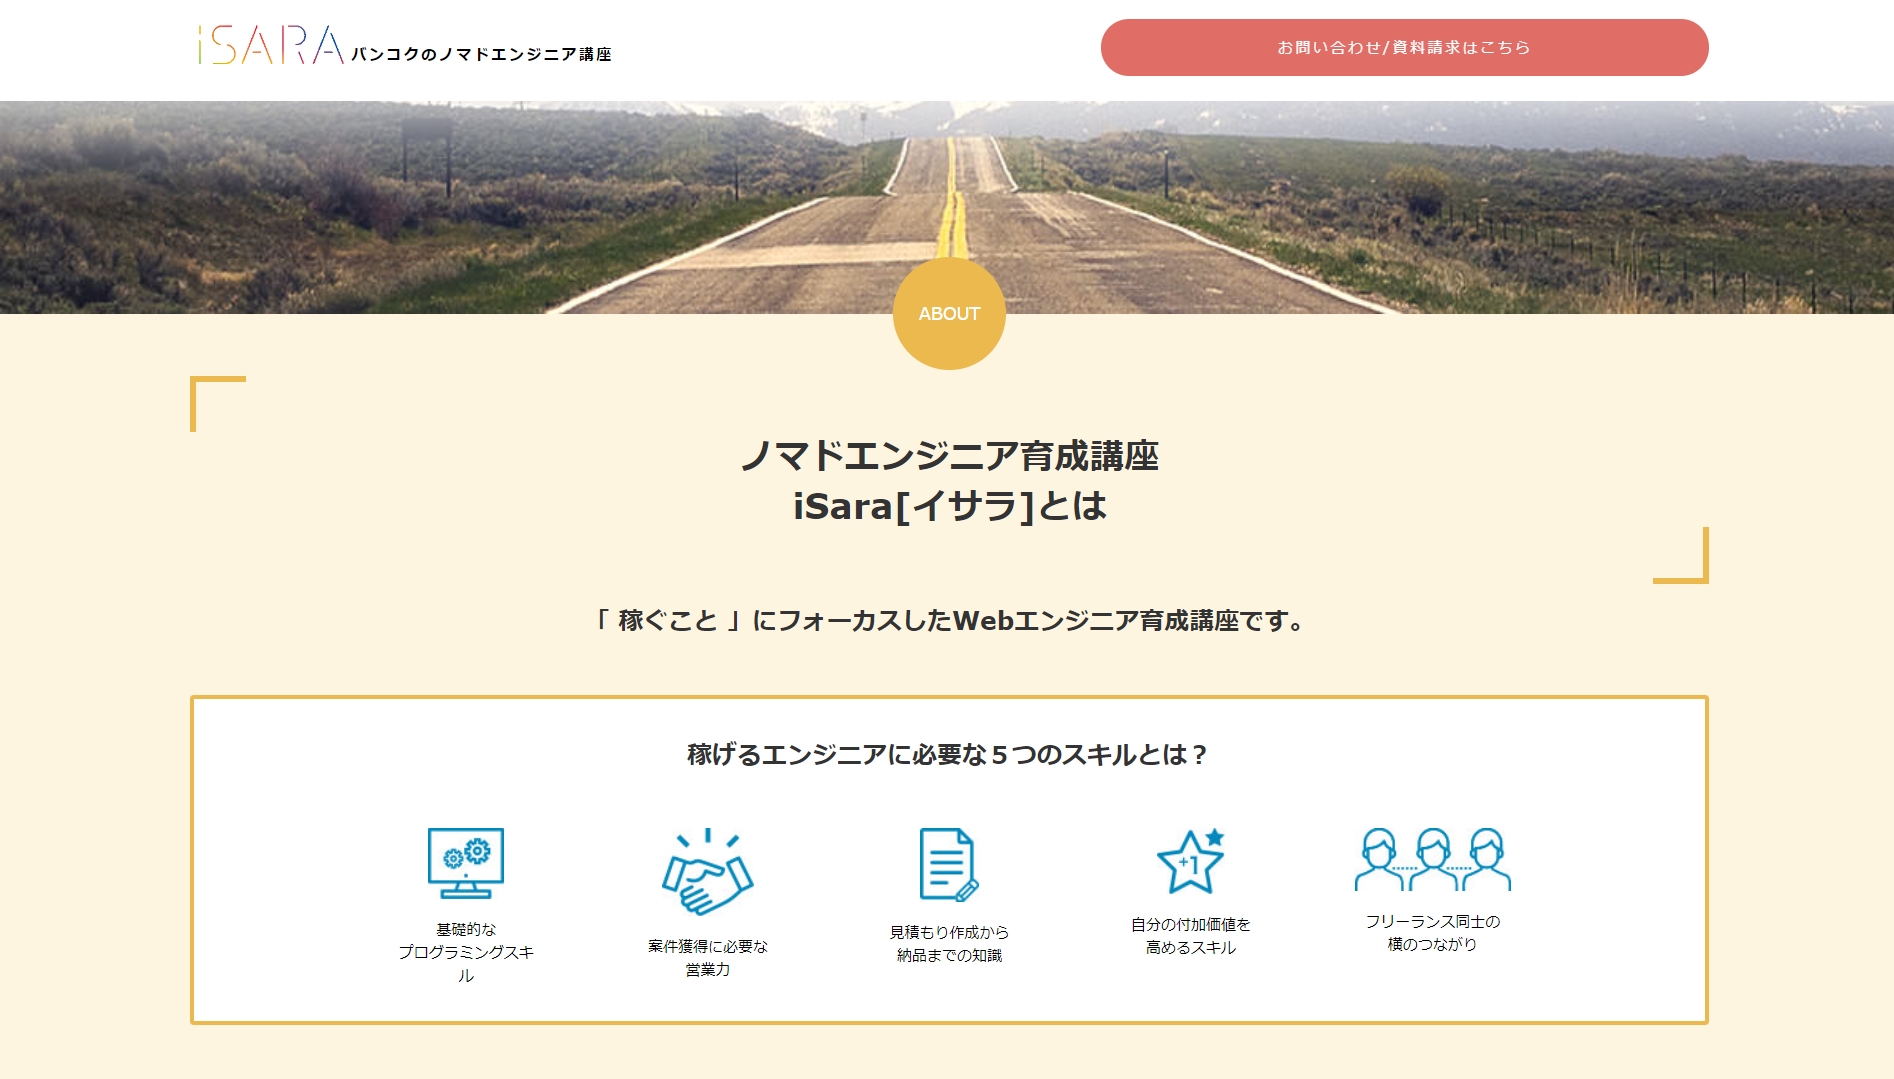 iSARA バンコクのノマドエンジニア講座
お問い合わせ/資料請求はこちら
ABOUT
ノマドエンジニア育成講座
iSara[イサラ]とは
「 稼ぐこと 」にフォーカスしたWebエンジニア育成講座です。
稼げるエンジニアに必要な５つのスキルとは？
+1
基礎的な
プログラミングスキ
ル
案件獲得に必要な
営業力
見積もり作成から
納品までの知識
自分の付加価値を
高めるスキル
フリーランス同士の
横のつながり